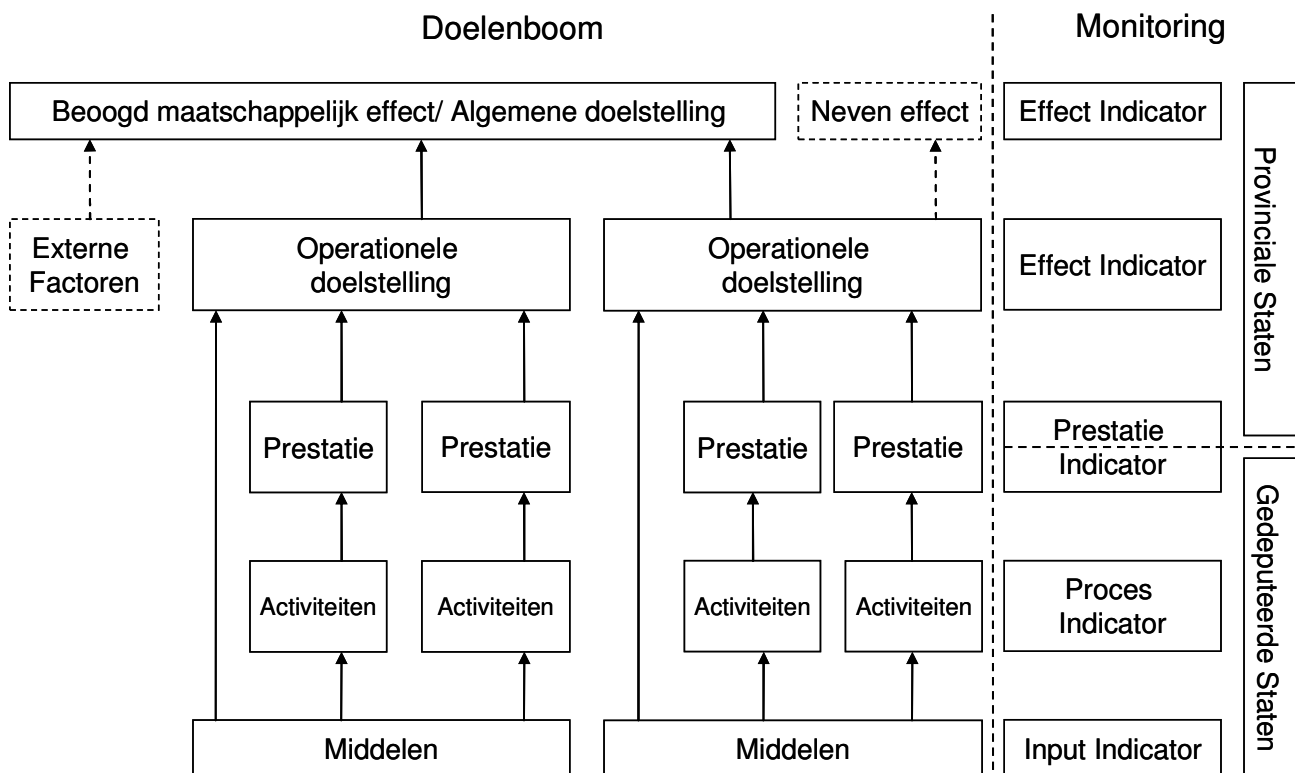 Doelenboom
Monitoring
Beoogd maatschappelijk effect/ Algemene doelstelling
Neven effect
Effect Indicator
Provinciale Staten
Externe
Factoren
Operationele
doelstelling
Operationele
doelstelling
Effect Indicator
Prestatie
Prestatie
Prestatie
Prestatie
Prestatie
Indicator
Gedeputeerde Staten
Activiteiten
Activiteiten
Activiteiten
Activiteiten
Proces
Indicator
Middelen
Middelen
Input Indicator